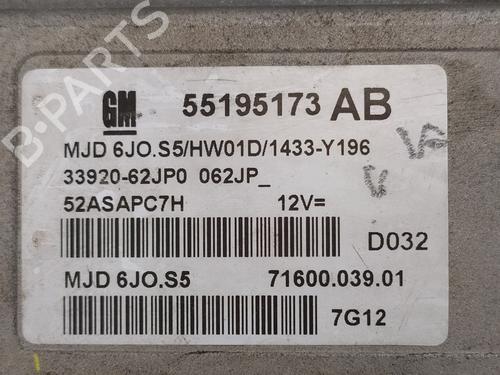 GM 55195173 AB
MJD 6JO.S5/HW01D/1433-Y196
33920-62JP0 062JP_
52ASAPC7H 12V=
D032
MJD 6JO.S5 71600.039.01
7G12
B-PARTS